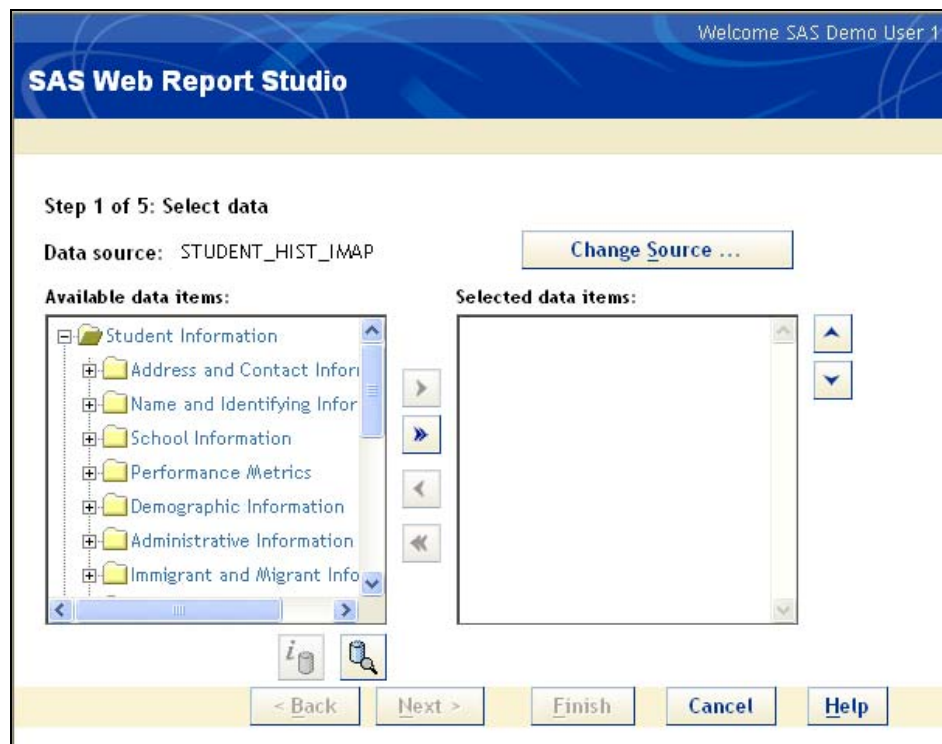 Welcome SAS Demo User 1
SAS Web Report Studio
Step 1 of 5: Select data
Data source: STUDENT_HIST_IMAP
Change Source ...
Available data items:
Selected data items:
Student Information
Address and Contact Infor
Name and Identifying Infor
School Information
Performance Metrics
Demographic Information
Administrative Information
Immigrant and Migrant Info
< Back
Next >
Finish
Cancel
Help